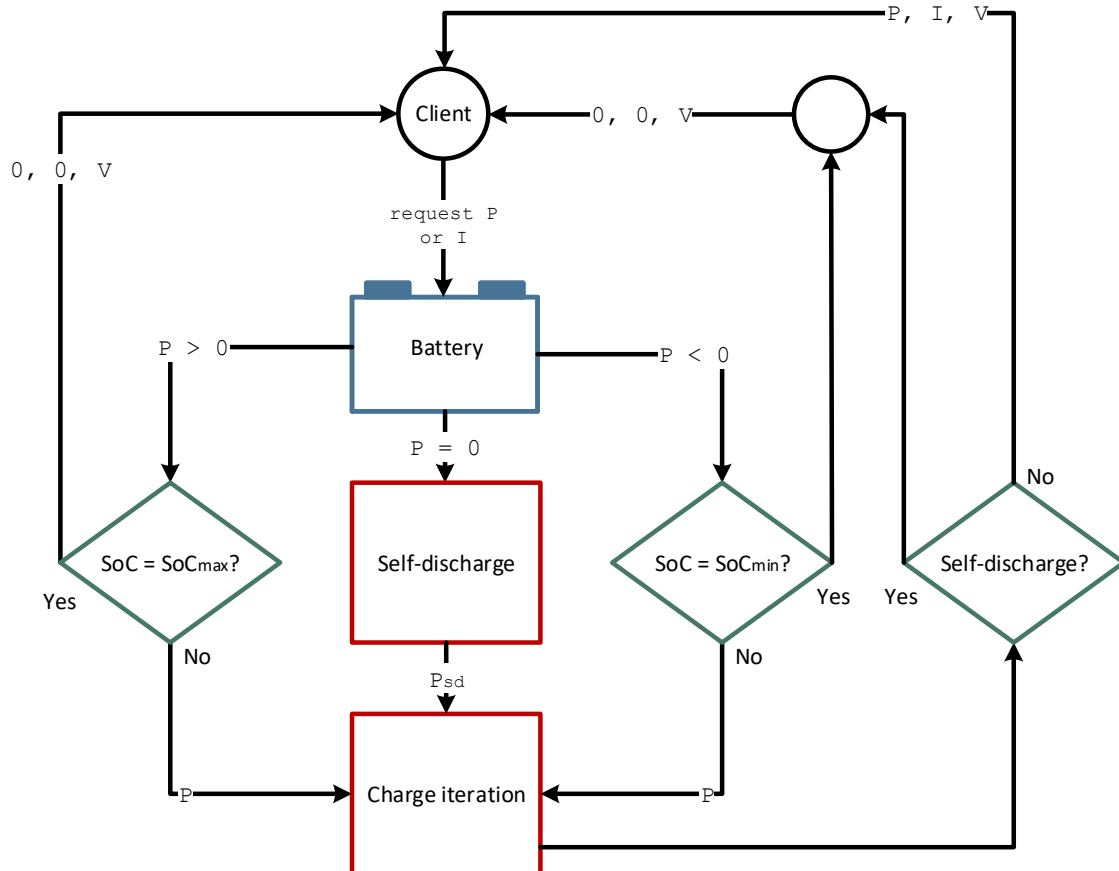 P, I, V
Client
0, 0, V
0, 0, V
request P
or I
P > 0
Battery
P < 0
P = 0
No
SoC = SoCmax?
Self-discharge
SoC = SoCmin?
Self-discharge?
Yes
Yes
Yes
No
No
Psd
P
Charge iteration
P